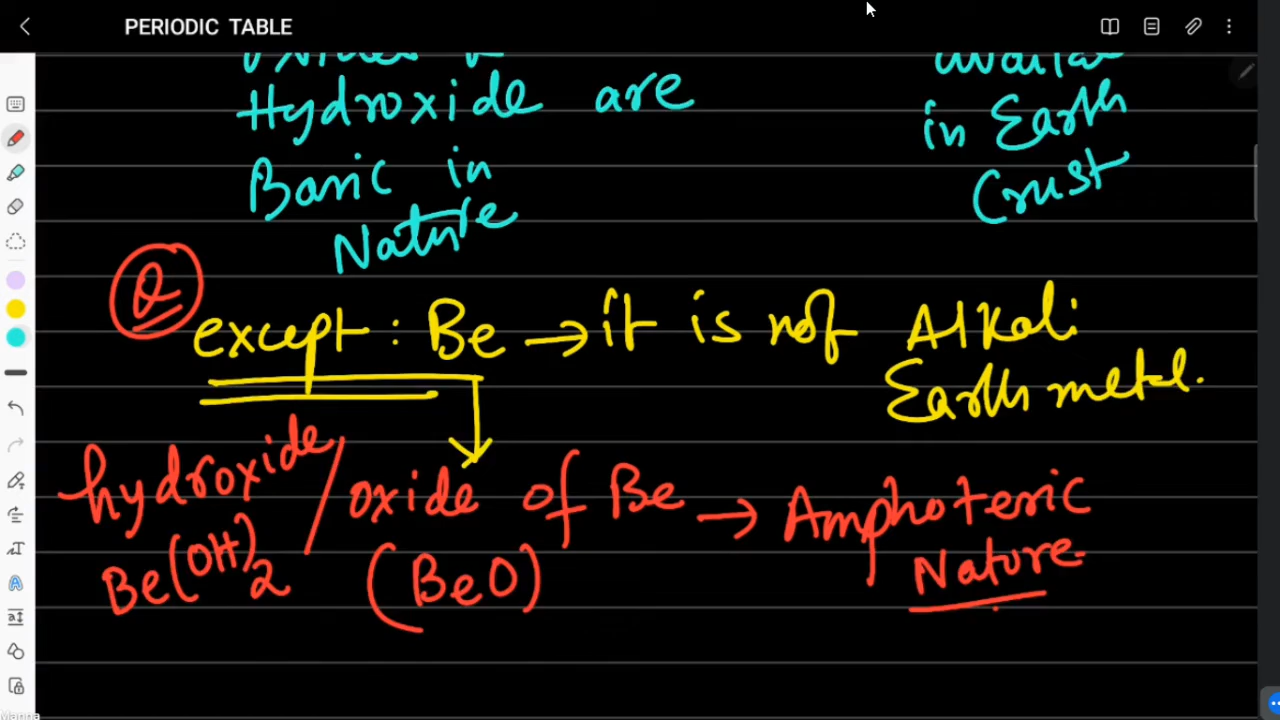 PERIODIC TABLE
Hydroxide are
Basic in
Nature
in Earth
Crust
Q
except : Be → it is not Alkali
Earth metal.
hydroxide/oxide of Be → Amphoteric
Be(OH)2 (BeO) Nature